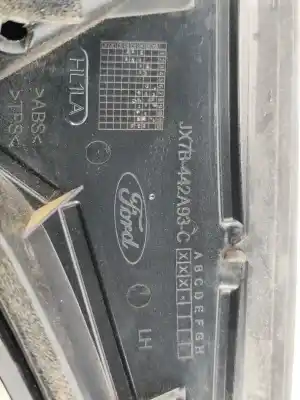 >ABS<
>TPS<
HL1LA
Ford
JX7B-442A93-C
A B C D E F G H
X X X -
LH